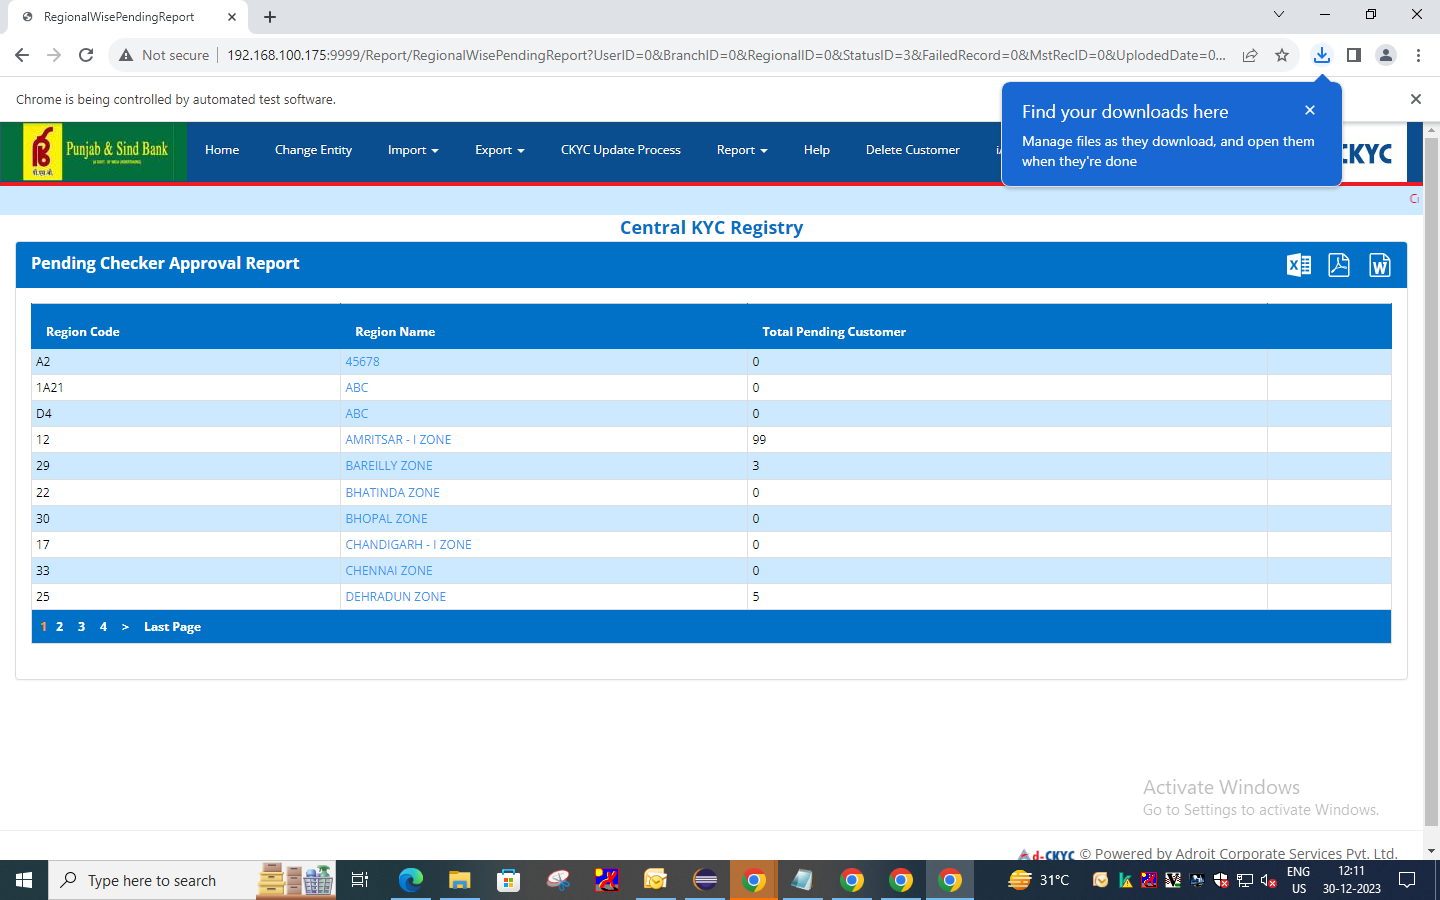 RegionalWisePendingReport
Not secure
192.168.100.175:9999/Report/RegionalWisePendingReport?UserID=0&BranchID=0&RegionalID=0&StatusID=3&FailedRecord=0&MstRecID=0&UplodedDate=0...
Chrome is being controlled by automated test software.
Find your downloads here
Manage files as they download, and open them
when they're done
Punjab & Sind Bank
पी.एस.बी.
Home Change Entity Import Export CKYC Update Process Report Help Delete Customer
CKYC
Central KYC Registry
Pending Checker Approval Report
Region Code Region Name Total Pending Customer
A2 45678 0
1A21 ABC 0
D4 ABC 0
12 AMRITSAR - I ZONE 99
29 BAREILLY ZONE 3
22 BHATINDA ZONE 0
30 BHOPAL ZONE 0
17 CHANDIGARH - I ZONE 0
33 CHENNAI ZONE 0
25 DEHRADUN ZONE 5
1 2 3 4 > Last Page
Activate Windows
Go to Settings to activate Windows.
d-CKYC © Powered by Adroit Corporate Services Pvt. Ltd.
Type here to search
31°C
ENG
US
12:11
30-12-2023